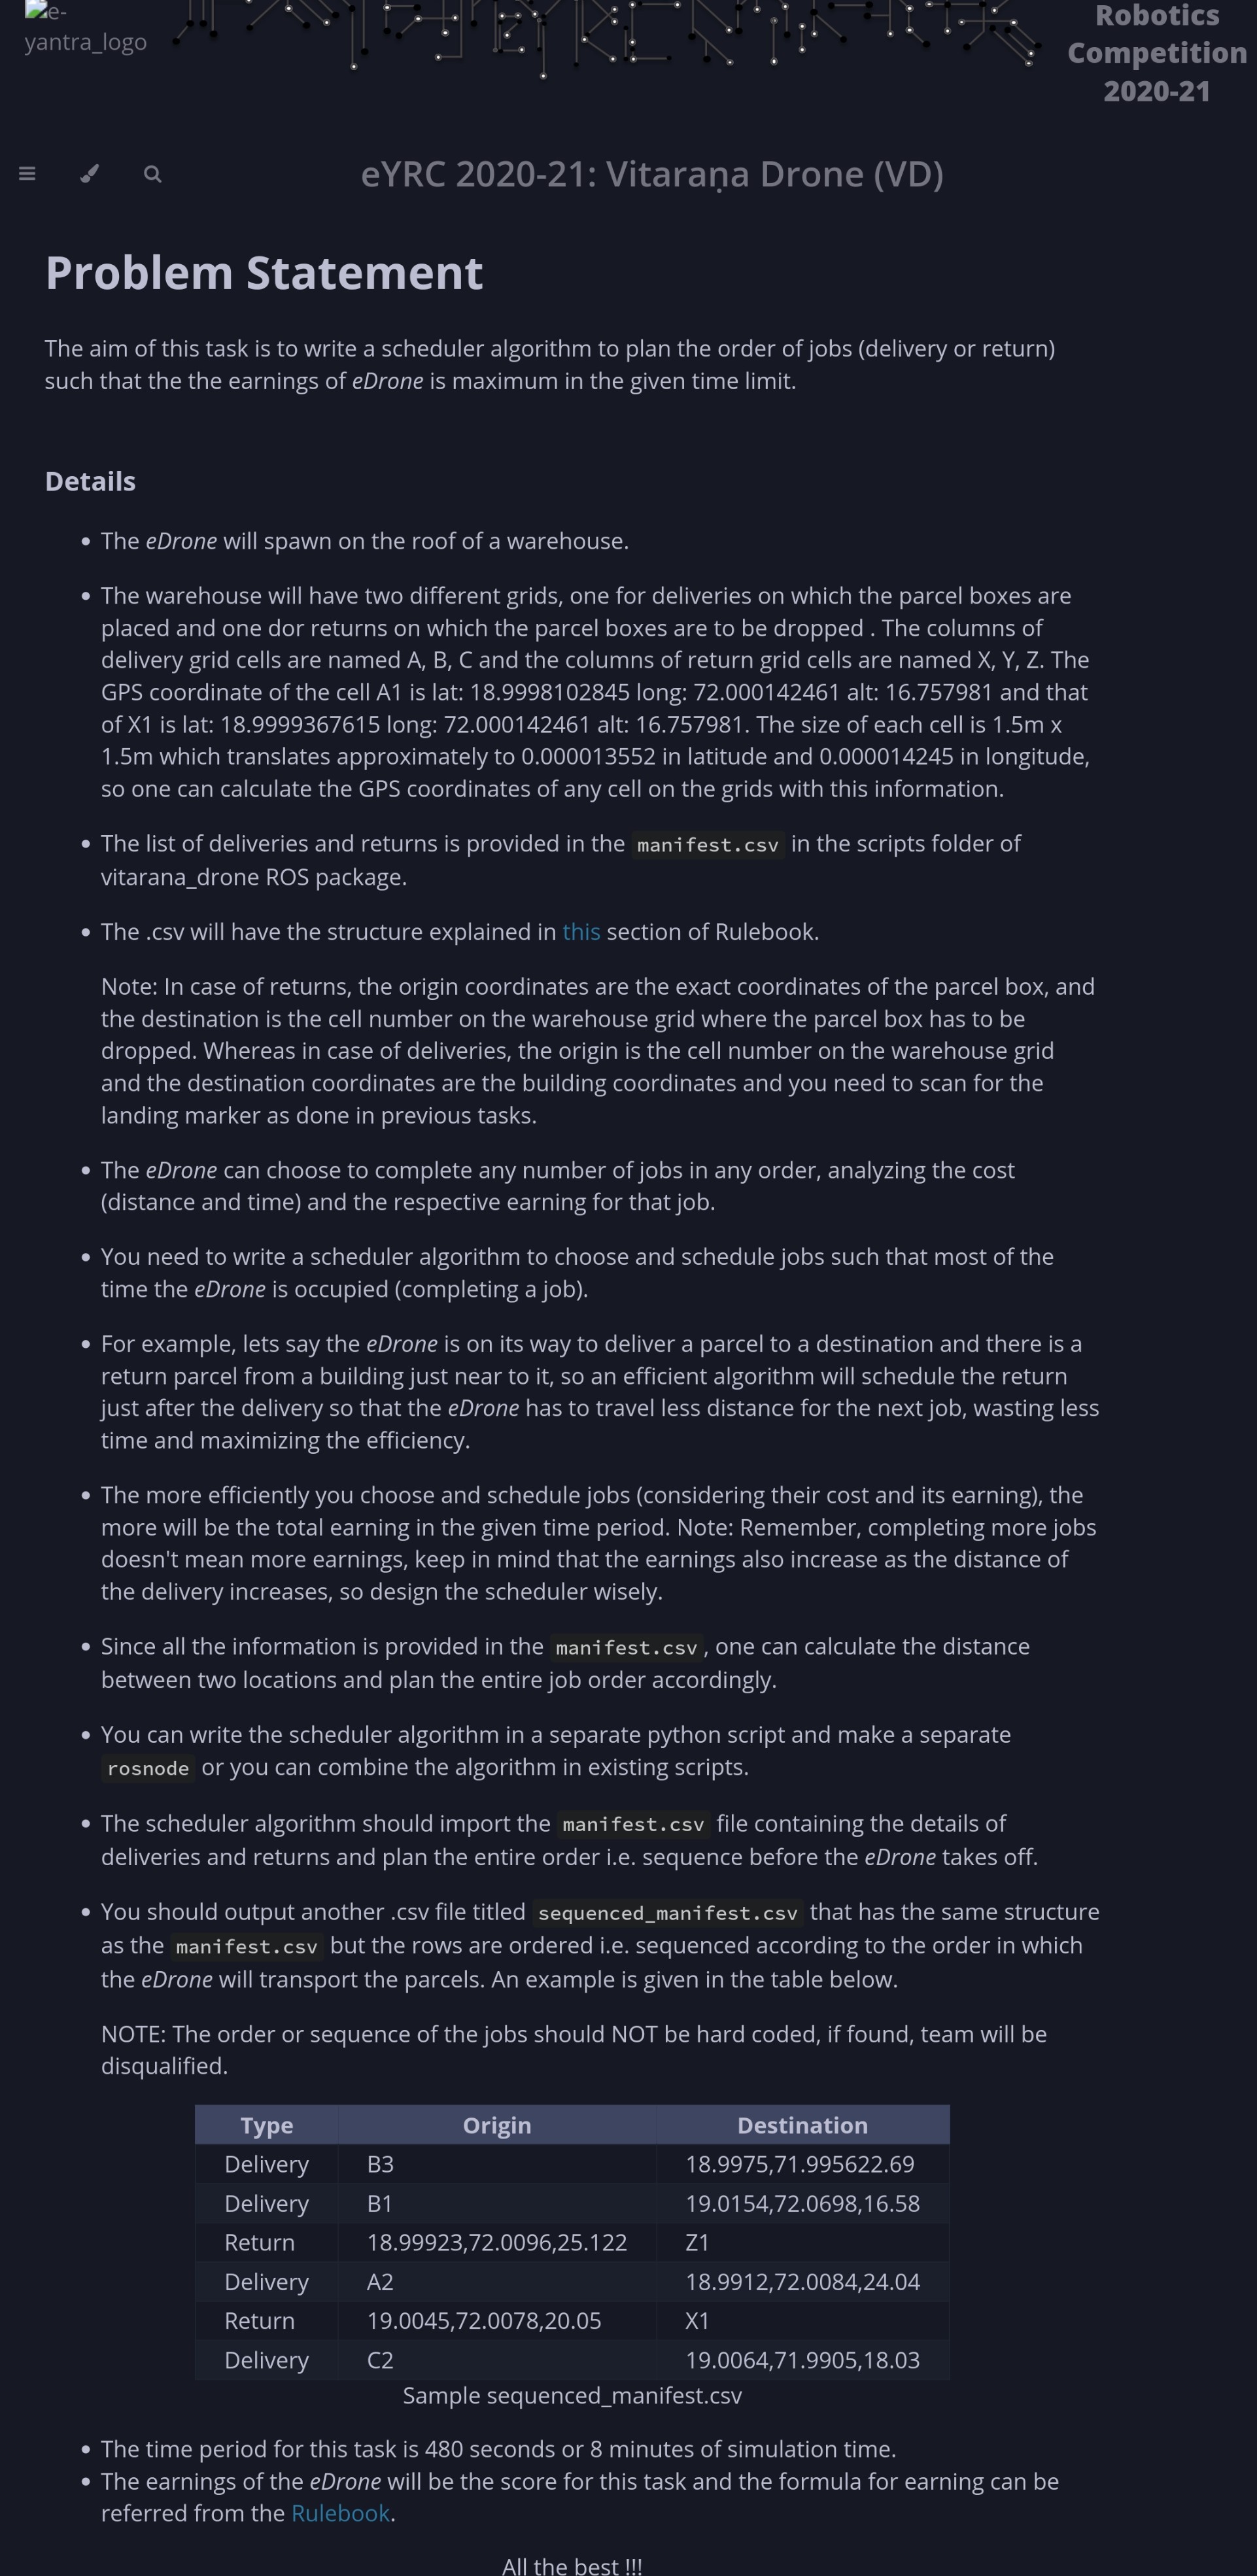 e-
yantra_logo
Robotics
Competition
2020-21
eYRC 2020-21: Vitaraṇa Drone (VD)
Problem Statement
The aim of this task is to write a scheduler algorithm to plan the order of jobs (delivery or return)
such that the the earnings of eDrone is maximum in the given time limit.
Details
• The eDrone will spawn on the roof of a warehouse.
• The warehouse will have two different grids, one for deliveries on which the parcel boxes are
placed and one dor returns on which the parcel boxes are to be dropped . The columns of
delivery grid cells are named A, B, C and the columns of return grid cells are named X, Y, Z. The
GPS coordinate of the cell A1 is lat: 18.9998102845 long: 72.000142461 alt: 16.757981 and that
of X1 is lat: 18.9999367615 long: 72.000142461 alt: 16.757981. The size of each cell is 1.5m x
1.5m which translates approximately to 0.000013552 in latitude and 0.000014245 in longitude,
so one can calculate the GPS coordinates of any cell on the grids with this information.
• The list of deliveries and returns is provided in the manifest.csv in the scripts folder of
vitarana_drone ROS package.
• The .csv will have the structure explained in this section of Rulebook.
Note: In case of returns, the origin coordinates are the exact coordinates of the parcel box, and
the destination is the cell number on the warehouse grid where the parcel box has to be
dropped. Whereas in case of deliveries, the origin is the cell number on the warehouse grid
and the destination coordinates are the building coordinates and you need to scan for the
landing marker as done in previous tasks.
• The eDrone can choose to complete any number of jobs in any order, analyzing the cost
(distance and time) and the respective earning for that job.
• You need to write a scheduler algorithm to choose and schedule jobs such that most of the
time the eDrone is occupied (completing a job).
• For example, lets say the eDrone is on its way to deliver a parcel to a destination and there is a
return parcel from a building just near to it, so an efficient algorithm will schedule the return
just after the delivery so that the eDrone has to travel less distance for the next job, wasting less
time and maximizing the efficiency.
• The more efficiently you choose and schedule jobs (considering their cost and its earning), the
more will be the total earning in the given time period. Note: Remember, completing more jobs
doesn't mean more earnings, keep in mind that the earnings also increase as the distance of
the delivery increases, so design the scheduler wisely.
• Since all the information is provided in the manifest.csv, one can calculate the distance
between two locations and plan the entire job order accordingly.
• You can write the scheduler algorithm in a separate python script and make a separate
rosnode or you can combine the algorithm in existing scripts.
• The scheduler algorithm should import the manifest.csv file containing the details of
deliveries and returns and plan the entire order i.e. sequence before the eDrone takes off.
• You should output another .csv file titled sequenced_manifest.csv that has the same structure
as the manifest.csv but the rows are ordered i.e. sequenced according to the order in which
the eDrone will transport the parcels. An example is given in the table below.
NOTE: The order or sequence of the jobs should NOT be hard coded, if found, team will be
disqualified.
Type Origin Destination
Delivery B3 18.9975,71.995622.69
Delivery B1 19.0154,72.0698,16.58
Return 18.99923,72.0096,25.122 Z1
Delivery A2 18.9912,72.0084,24.04
Return 19.0045,72.0078,20.05 X1
Delivery C2 19.0064,71.9905,18.03
Sample sequenced_manifest.csv
• The time period for this task is 480 seconds or 8 minutes of simulation time.
• The earnings of the eDrone will be the score for this task and the formula for earning can be
referred from the Rulebook.
All the best !!!